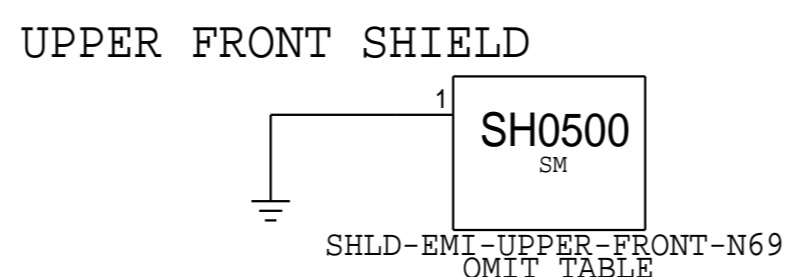 UPPER FRONT SHIELD
1
SH0500
SM
SHLD-EMI-UPPER-FRONT-N69
OMIT TABLE